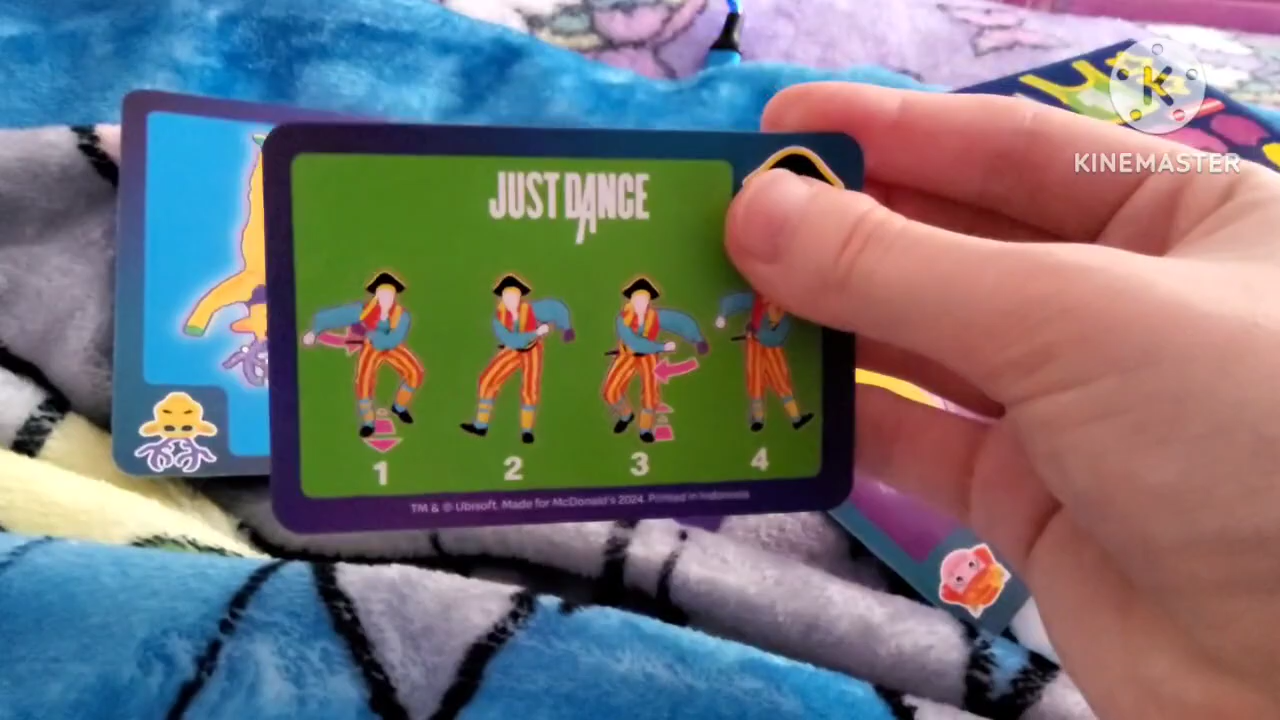 KINEMASTER
JUST DANCE
1 2 3 4
TM & © Ubisoft. Made for McDonald's 2024. Printed in Indonesia